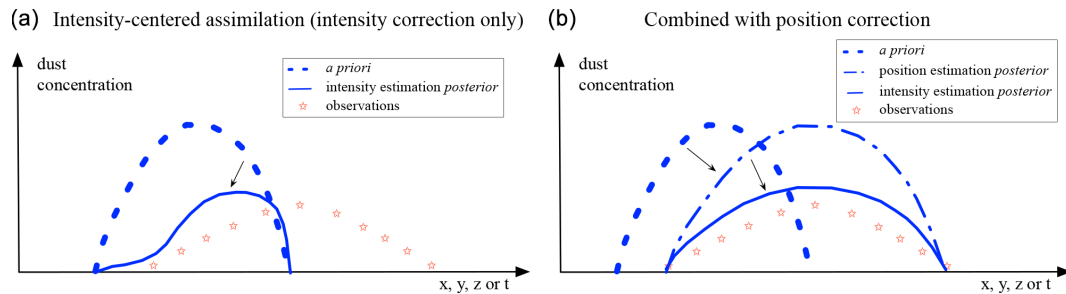 (a) Intensity-centered assimilation (intensity correction only)
dust
concentration
a priori
intensity estimation posterior
observations
x, y, z or t
(b) Combined with position correction
dust
concentration
a priori
position estimation posterior
intensity estimation posterior
observations
x, y, z or t